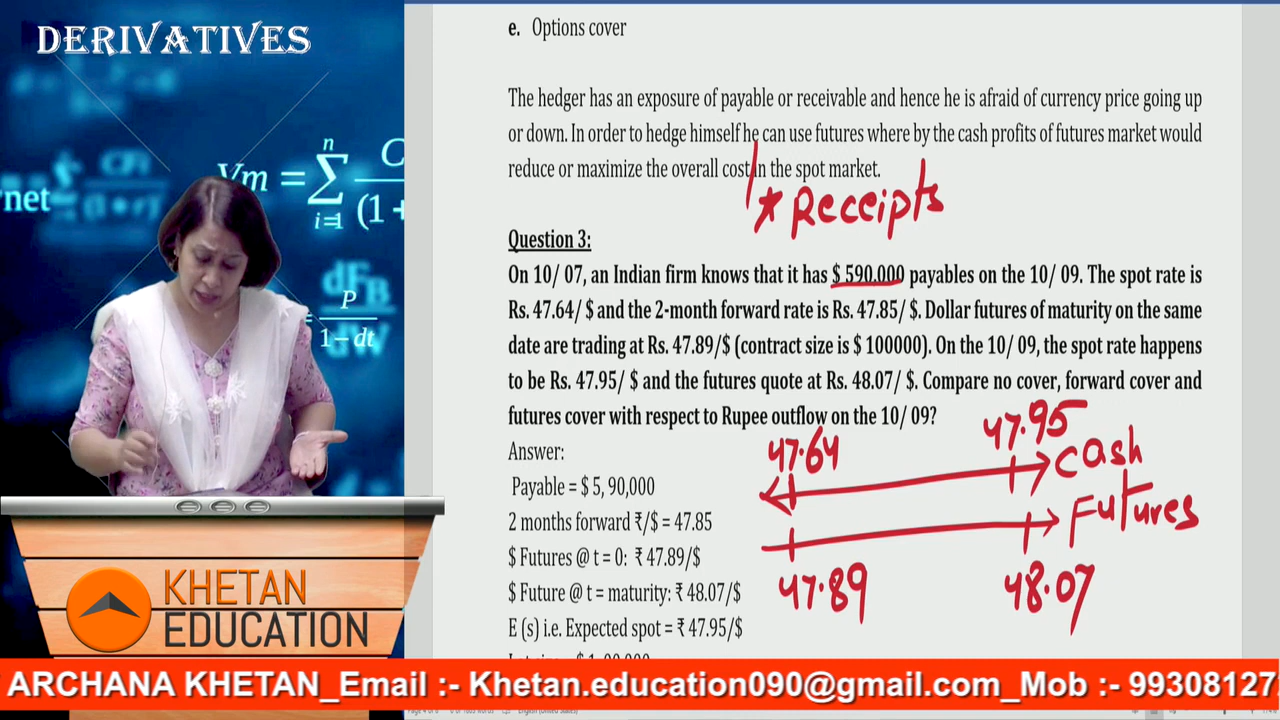 DERIVATIVES
e. Options cover
The hedger has an exposure of payable or receivable and hence he is afraid of currency price going up
or down. In order to hedge himself he can use futures where by the cash profits of futures market would
reduce or maximize the overall cost in the spot market.
* Receipts
Question 3:
On 10/ 07, an Indian firm knows that it has $ 590,000 payables on the 10/ 09. The spot rate is
Rs. 47.64/ $ and the 2-month forward rate is Rs. 47.85/ $. Dollar futures of maturity on the same
date are trading at Rs. 47.89/$ (contract size is $ 100000). On the 10/ 09, the spot rate happens
to be Rs. 47.95/ $ and the futures quote at Rs. 48.07/ $. Compare no cover, forward cover and
futures cover with respect to Rupee outflow on the 10/ 09?
Answer:
Payable = $ 5, 90,000
2 months forward ₹/$ = 47.85
$ Futures @ t = 0: ₹ 47.89/$
$ Future @ t = maturity: ₹ 48.07/$
E (s) i.e. Expected spot = ₹ 47.95/$
47.64
47.95
Cash
Futures
47.89
48.07
net
Vm = n Σ i=1 C (1+
P
1-dt
KHETAN
EDUCATION
ARCHANA KHETAN_Email :- Khetan.education090@gmail.com_Mob :- 99308127